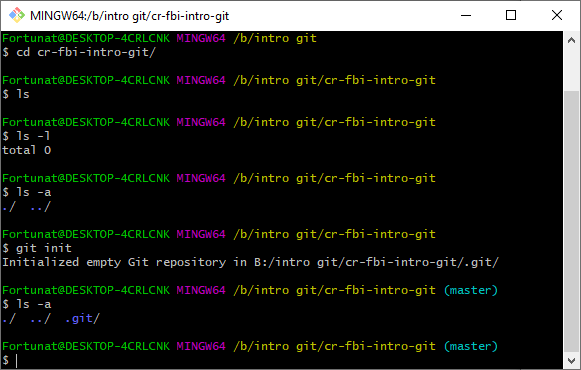 MINGW64:/b/intro git/cr-fbi-intro-git
Fortunat@DESKTOP-4CRLCNK MINGW64 /b/intro git
$ cd cr-fbi-intro-git/
Fortunat@DESKTOP-4CRLCNK MINGW64 /b/intro git/cr-fbi-intro-git
$ ls
Fortunat@DESKTOP-4CRLCNK MINGW64 /b/intro git/cr-fbi-intro-git
$ ls -l
total 0
Fortunat@DESKTOP-4CRLCNK MINGW64 /b/intro git/cr-fbi-intro-git
$ ls -a
./  ../
Fortunat@DESKTOP-4CRLCNK MINGW64 /b/intro git/cr-fbi-intro-git
$ git init
Initialized empty Git repository in B:/intro git/cr-fbi-intro-git/.git/
Fortunat@DESKTOP-4CRLCNK MINGW64 /b/intro git/cr-fbi-intro-git (master)
$ ls -a
./  ../  .git/
Fortunat@DESKTOP-4CRLCNK MINGW64 /b/intro git/cr-fbi-intro-git (master)
$